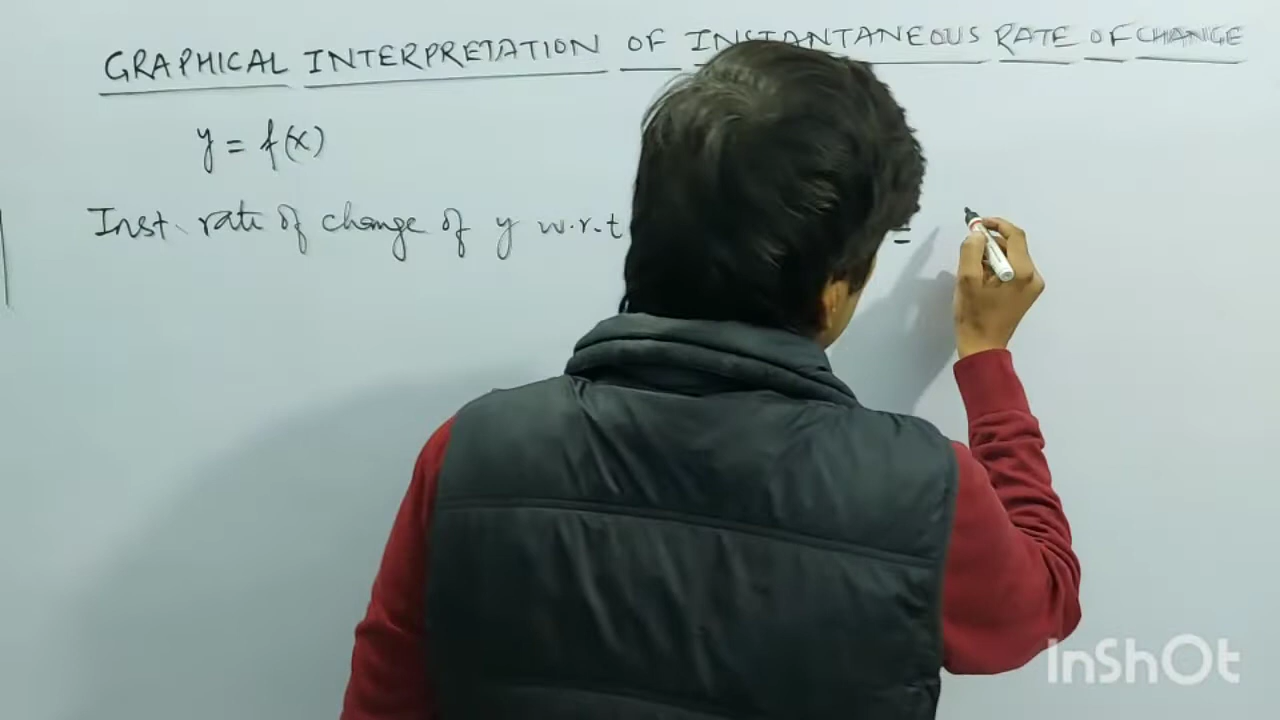 GRAPHICAL INTERPRETATION OF INSTANTANEOUS RATE OF CHANGE
y = f(x)
Inst. rate of change of y w.r.t =
InShOt